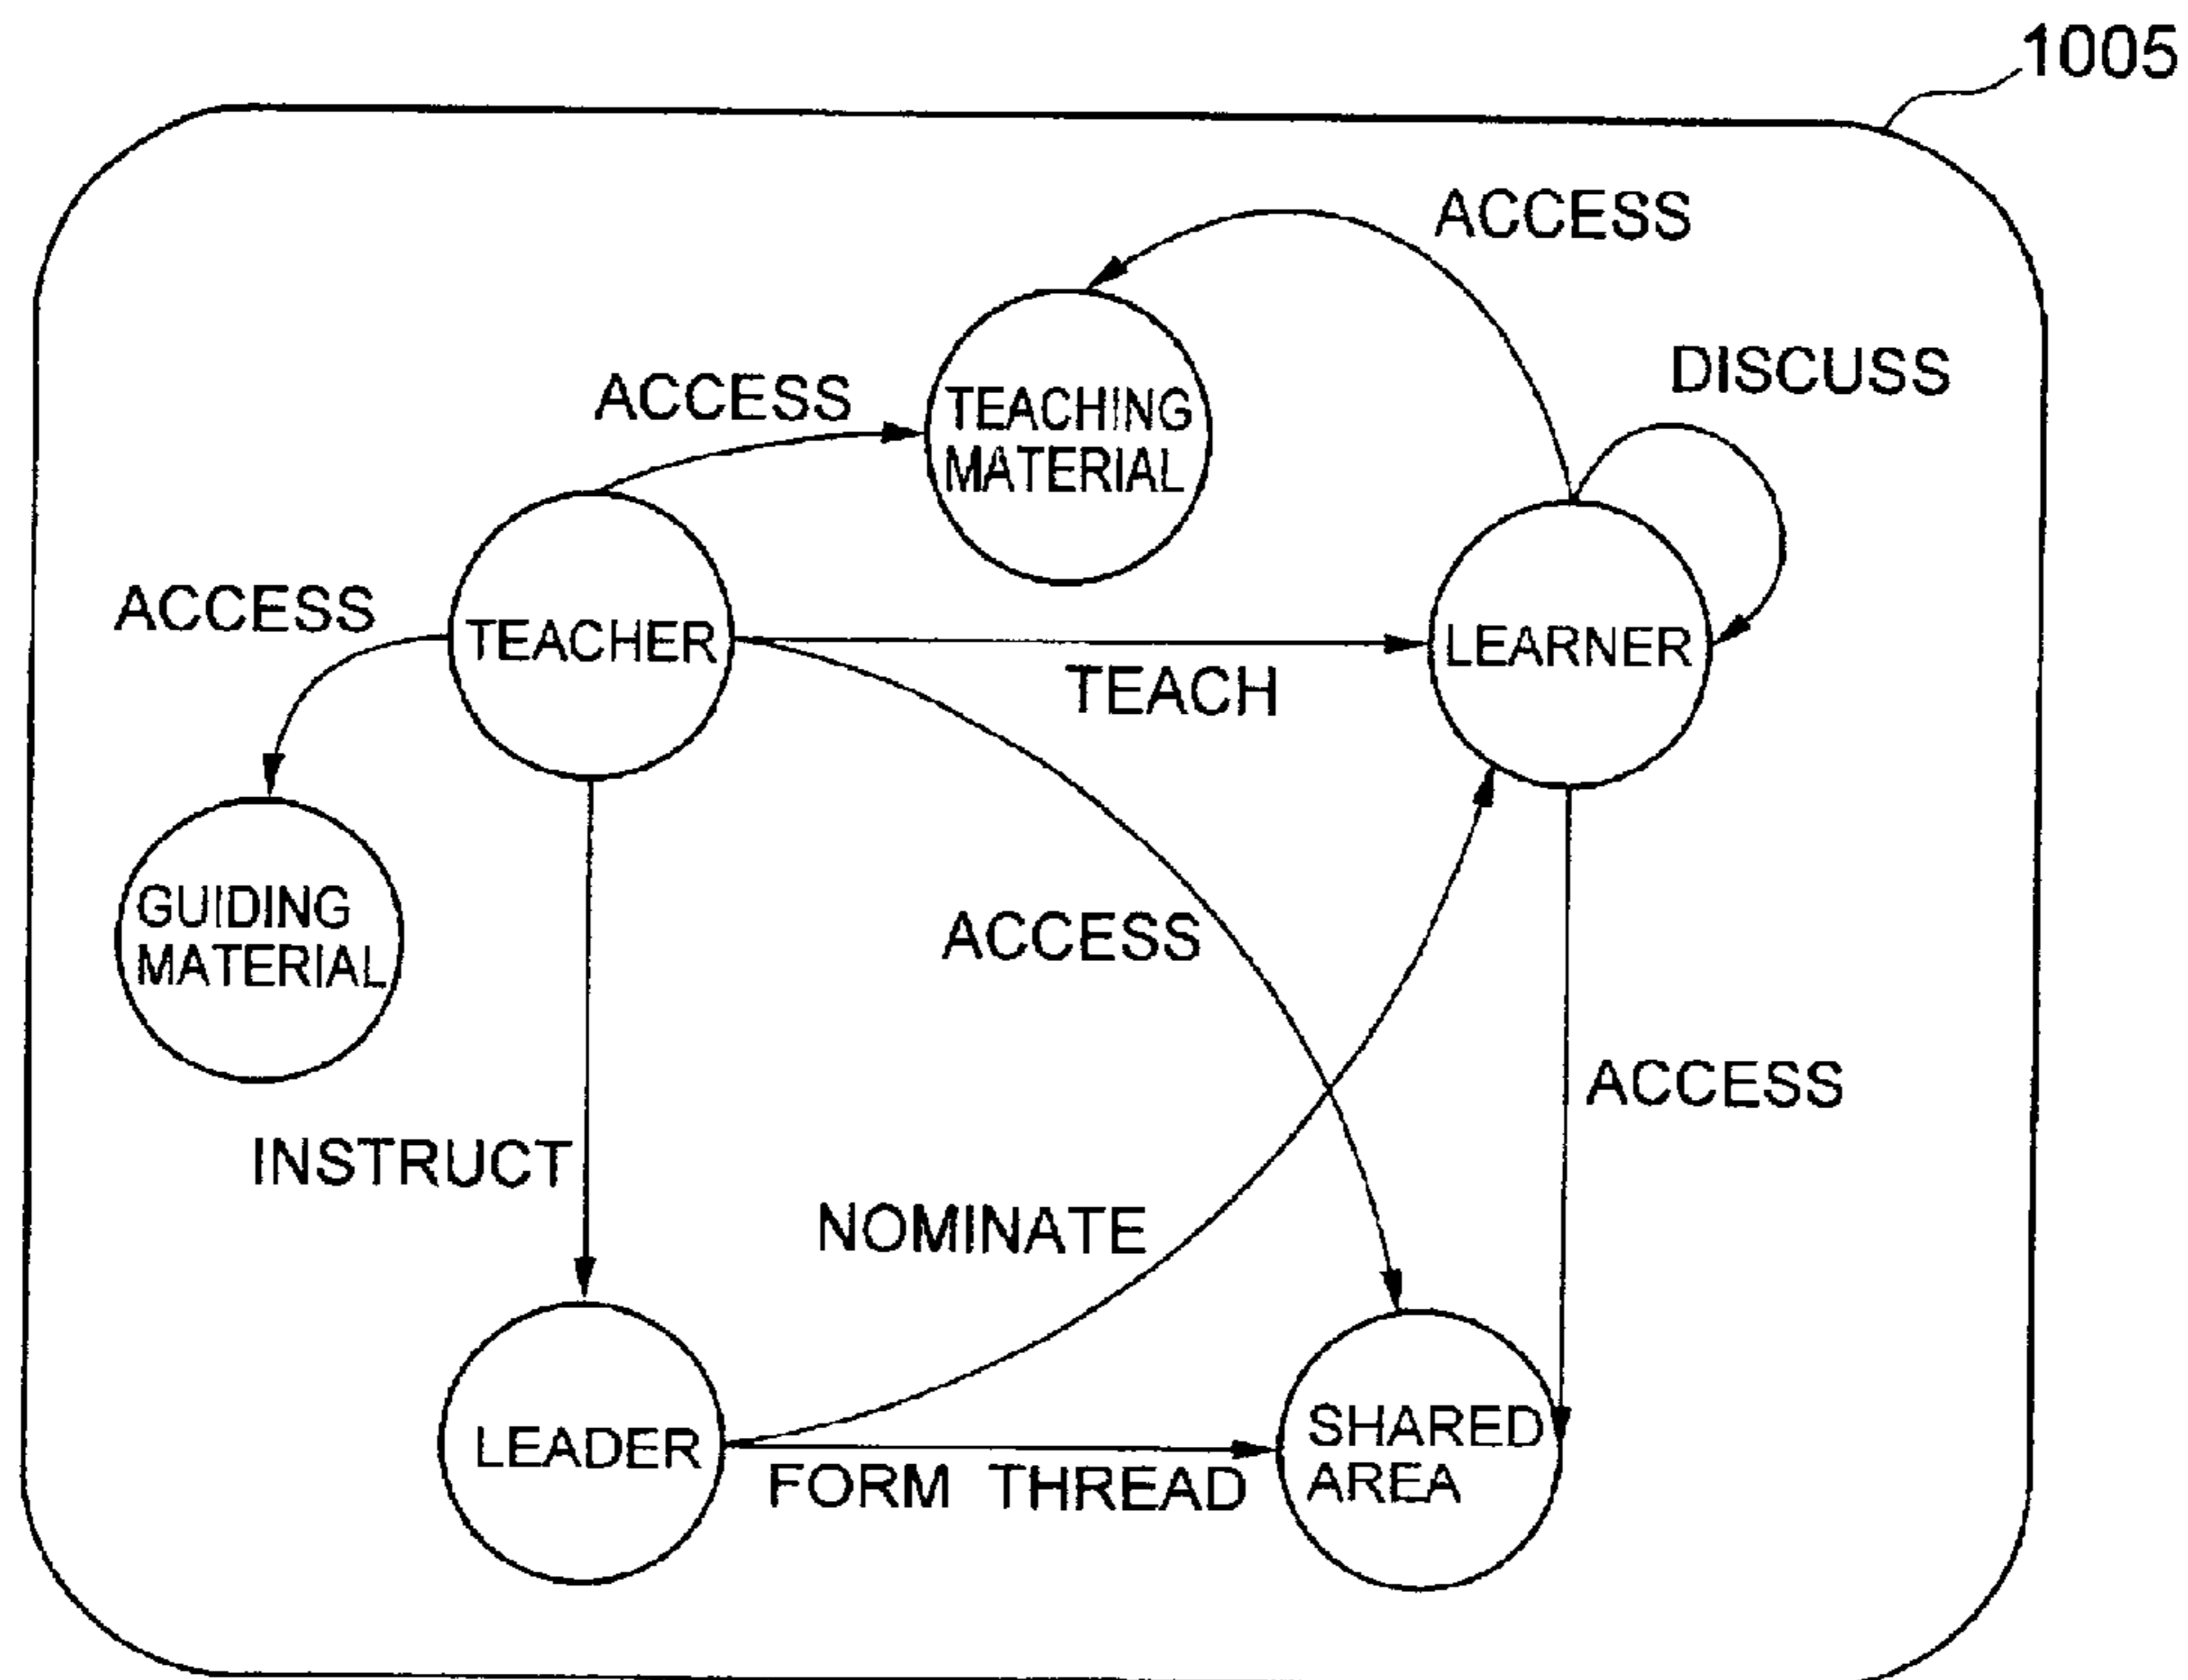 1005
ACCESS
DISCUSS
ACCESS
TEACHING
MATERIAL
ACCESS
TEACHER
LEARNER
TEACH
GUIDING
MATERIAL
ACCESS
ACCESS
INSTRUCT
NOMINATE
LEADER
FORM THREAD
SHARED
AREA